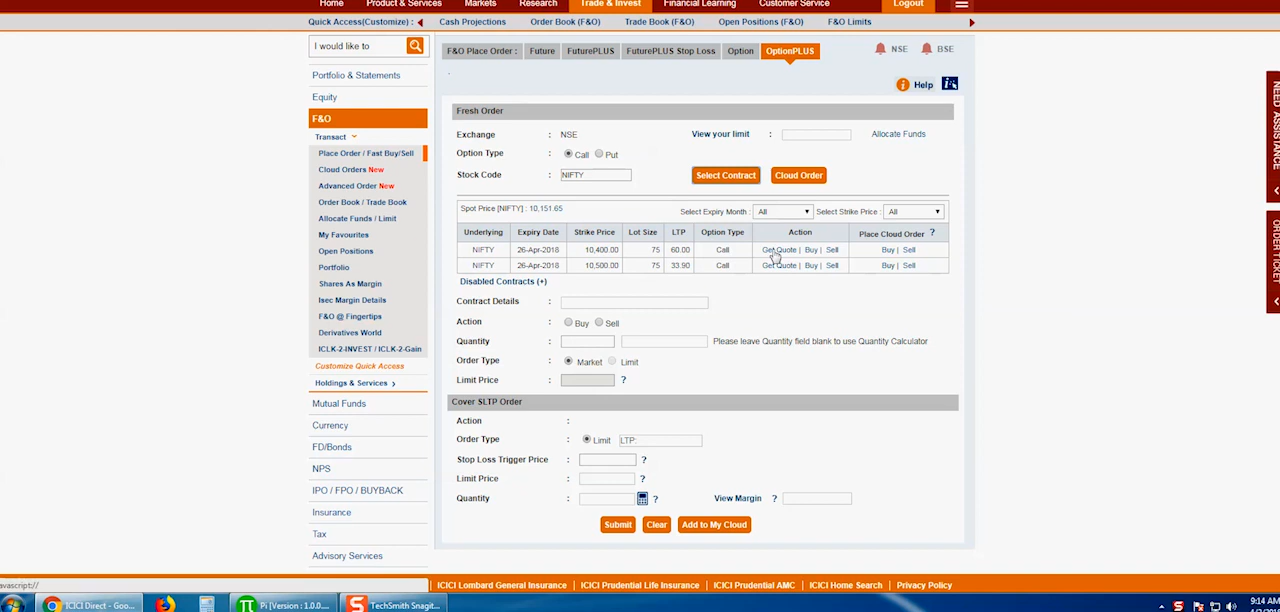 Home Product & Services Markets Research Trade & Invest Financial Learning Customer Service Logout
Quick Access(Customize) : Cash Projections Order Book (F&O) Trade Book (F&O) Open Positions (F&O) F&O Limits
I would like to
Portfolio & Statements
Equity
F&O
Transact
Place Order / Fast Buy/Sell
Cloud Orders New
Advanced Order New
Order Book / Trade Book
Allocate Funds / Limit
My Favourites
Open Positions
Portfolio
Shares As Margin
Isec Margin Details
F&O @ Fingertips
Derivatives World
ICLK-2-INVEST / ICLK-2-Gain
Customize Quick Access
Holdings & Services
Mutual Funds
Currency
FD/Bonds
NPS
IPO / FPO / BUYBACK
Insurance
Tax
Advisory Services
F&O Place Order : Future FuturePLUS FuturePLUS Stop Loss Option OptionPLUS
NSE BSE
Help
Fresh Order
Exchange : NSE View your limit : Allocate Funds
Option Type : Call Put
Stock Code : NIFTY Select Contract Cloud Order
Spot Price [NIFTY] : 10,151.65 Select Expiry Month : All Select Strike Price : All
Underlying Expiry Date Strike Price Lot Size LTP Option Type Action Place Cloud Order ?
NIFTY 26-Apr-2018 10,400.00 75 60.00 Call Get Quote | Buy | Sell Buy | Sell
NIFTY 26-Apr-2018 10,500.00 75 33.90 Call Get Quote | Buy | Sell Buy | Sell
Disabled Contracts (+)
Contract Details :
Action : Buy Sell
Quantity : Please leave Quantity field blank to use Quantity Calculator
Order Type : Market Limit
Limit Price : ?
Cover SLTP Order
Action :
Order Type : Limit LTP:
Stop Loss Trigger Price : ?
Limit Price : ?
Quantity : ? View Margin ?
Submit Clear Add to My Cloud
NEED ASSISTANCE
ORDER TICKET
ICICI Lombard General Insurance | ICICI Prudential Life Insurance | ICICI Prudential AMC | ICICI Home Search | Privacy Policy
avascript://
ICICI Direct - Goo... Pi [Version : 1.0.0.... TechSmith Snagit... 9:14 AM